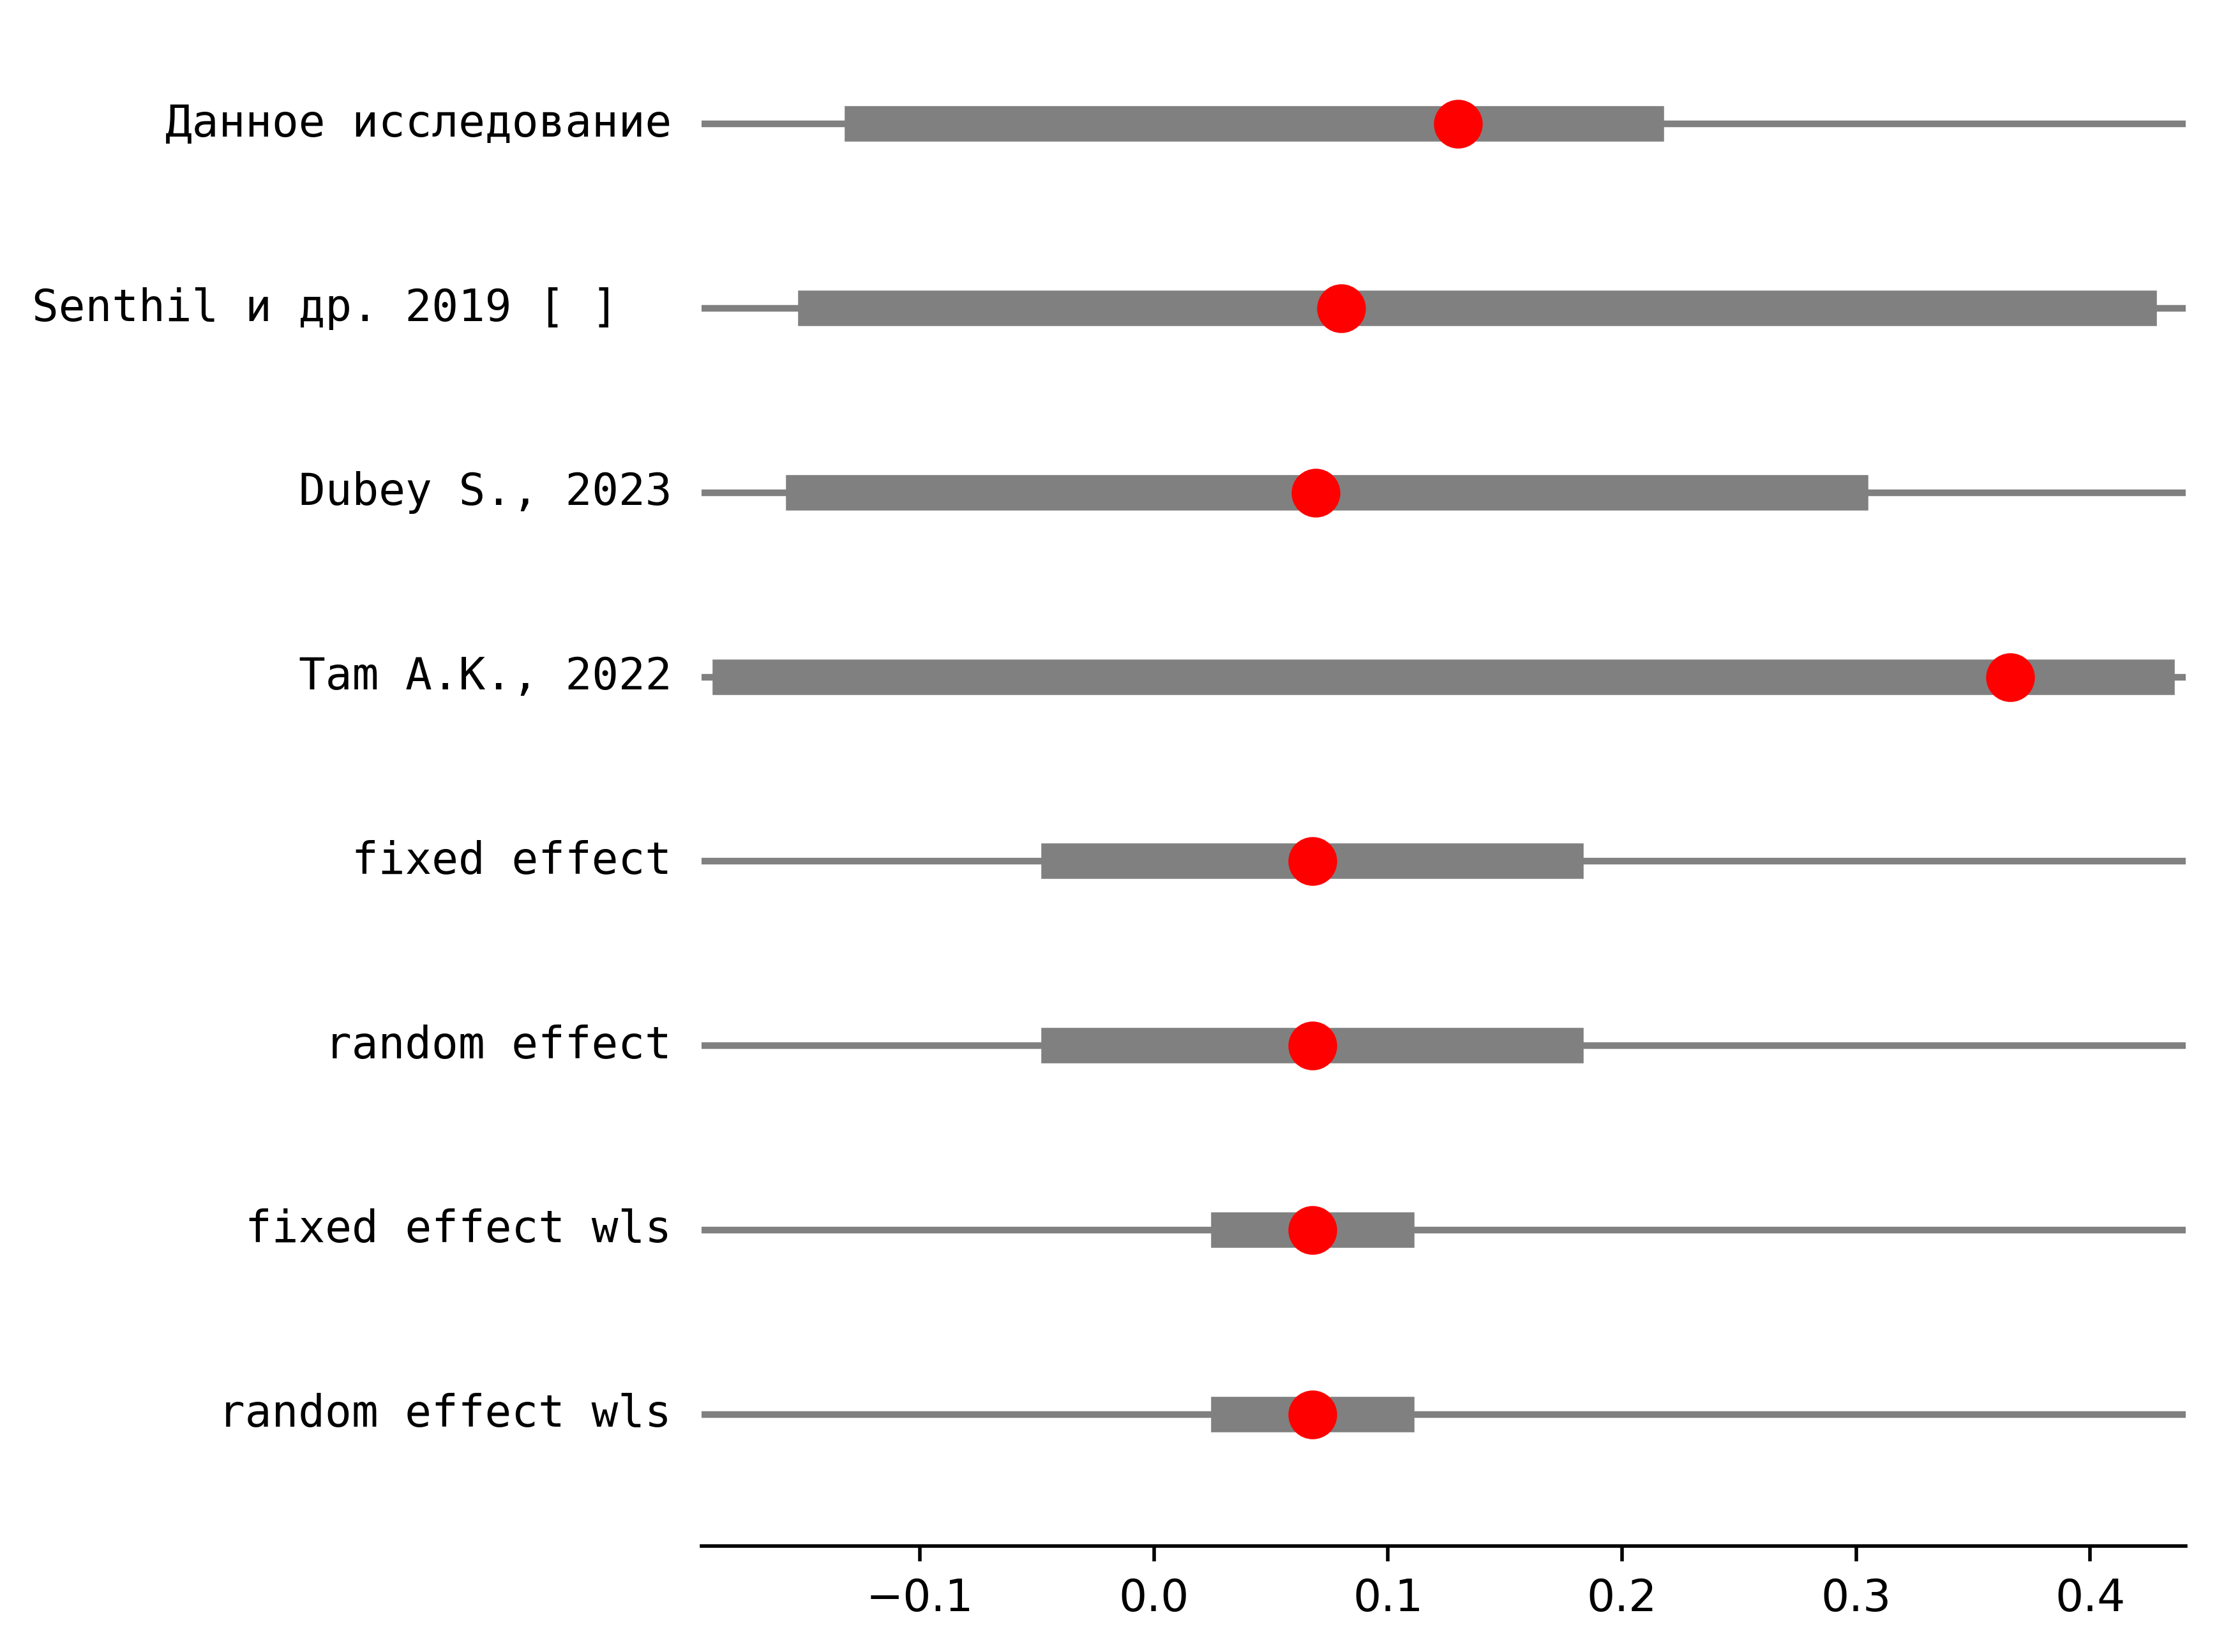 Данное исследование
Senthil и др. 2019 [ ]
Dubey S., 2023
Tam A.K., 2022
fixed effect
random effect
fixed effect wls
random effect wls
−0.1 0.0 0.1 0.2 0.3 0.4